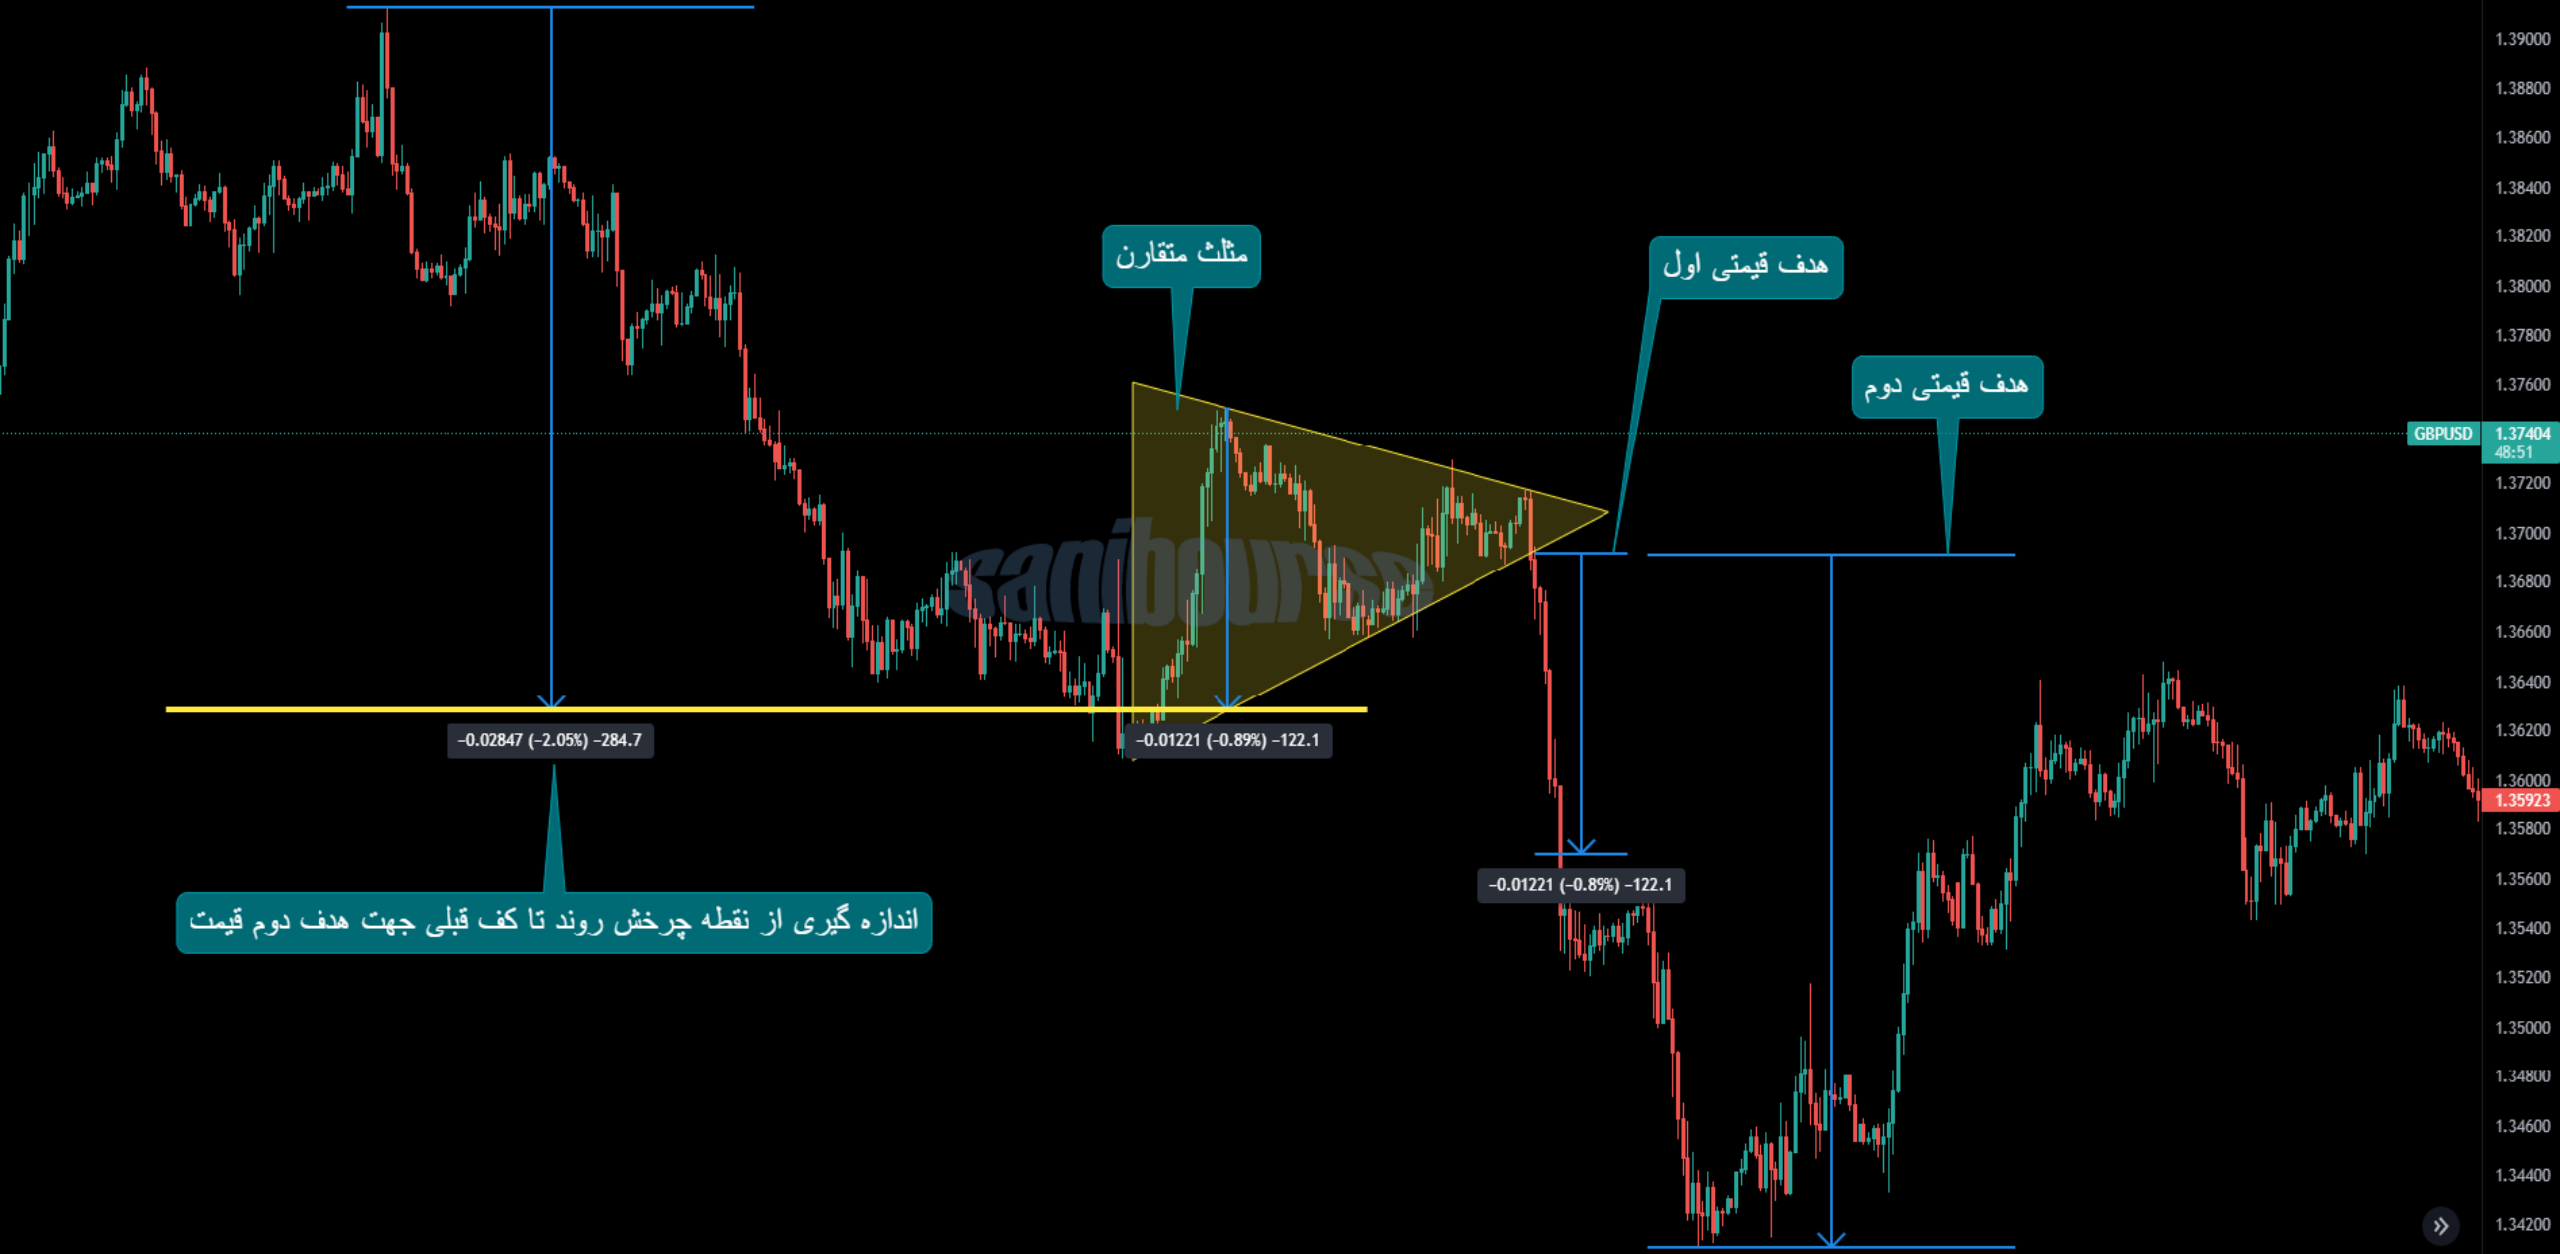 مثلث متقارن
هدف قیمتی اول
هدف قیمتی دوم
sanibourse
−0.02847 (−2.05%) −284.7
−0.01221 (−0.89%) −122.1
−0.01221 (−0.89%) −122.1
اندازه گیری از نقطه چرخش روند تا کف قبلی جهت هدف دوم قیمت
1.39000
1.38800
1.38600
1.38400
1.38200
1.38000
1.37800
1.37600
GBPUSD 1.37404
48:51
1.37200
1.37000
1.36800
1.36600
1.36400
1.36200
1.36000
1.35923
1.35800
1.35600
1.35400
1.35200
1.35000
1.34800
1.34600
1.34400
1.34200